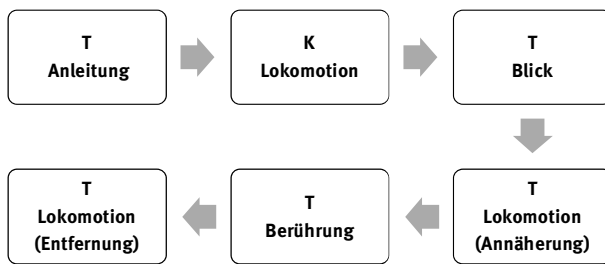 T
Anleitung
K
Lokomotion
T
Blick
T
Lokomotion
(Annäherung)
T
Berührung
T
Lokomotion
(Entfernung)